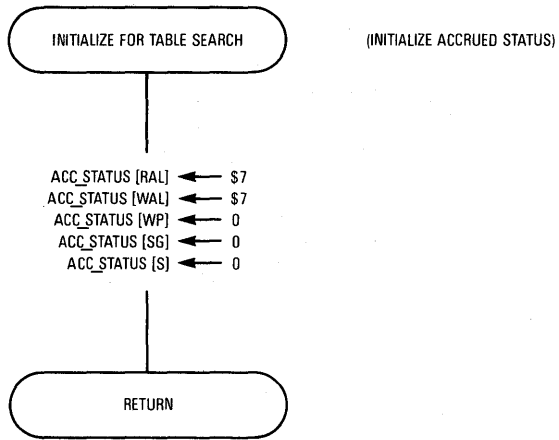 INITIALIZE FOR TABLE SEARCH (INITIALIZE ACCRUED STATUS)
ACC_STATUS [RAL] ← $7
ACC_STATUS [WAL] ← $7
ACC_STATUS [WP] ← 0
ACC_STATUS [SG] ← 0
ACC_STATUS [S] ← 0
RETURN